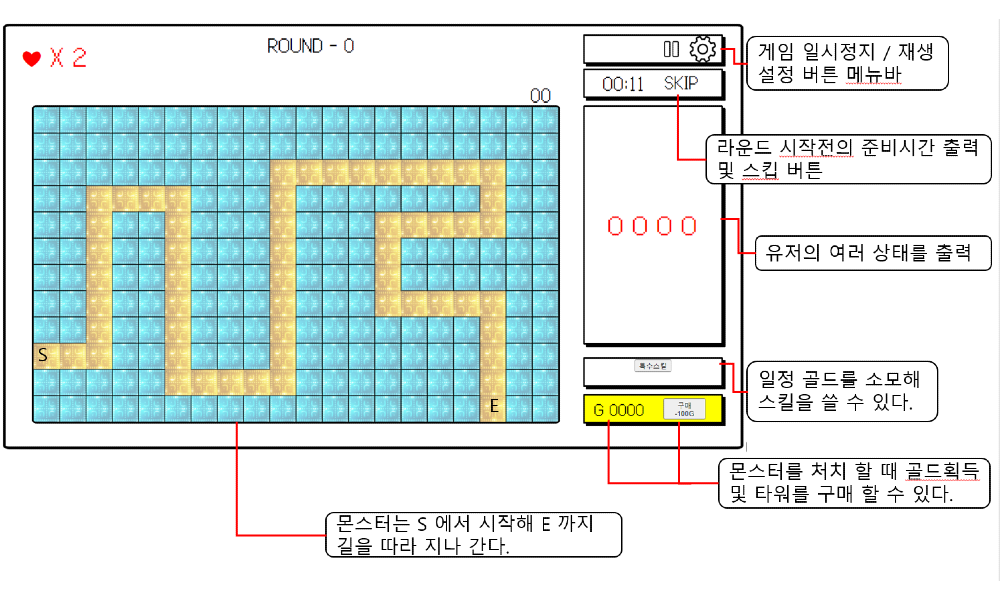 X 2
ROUND - 0
00
게임 일시정지 / 재생
설정 버튼 메뉴바
00:11 SKIP
라운드 시작전의 준비시간 출력
및 스킵 버튼
0000
유저의 여러 상태를 출력
특수스킬
일정 골드를 소모해
스킬을 쓸 수 있다.
S
E
G 0000
구매
-100G
몬스터를 처치 할 때 골드획득
및 타워를 구매 할 수 있다.
몬스터는 S 에서 시작해 E 까지
길을 따라 지나 간다.